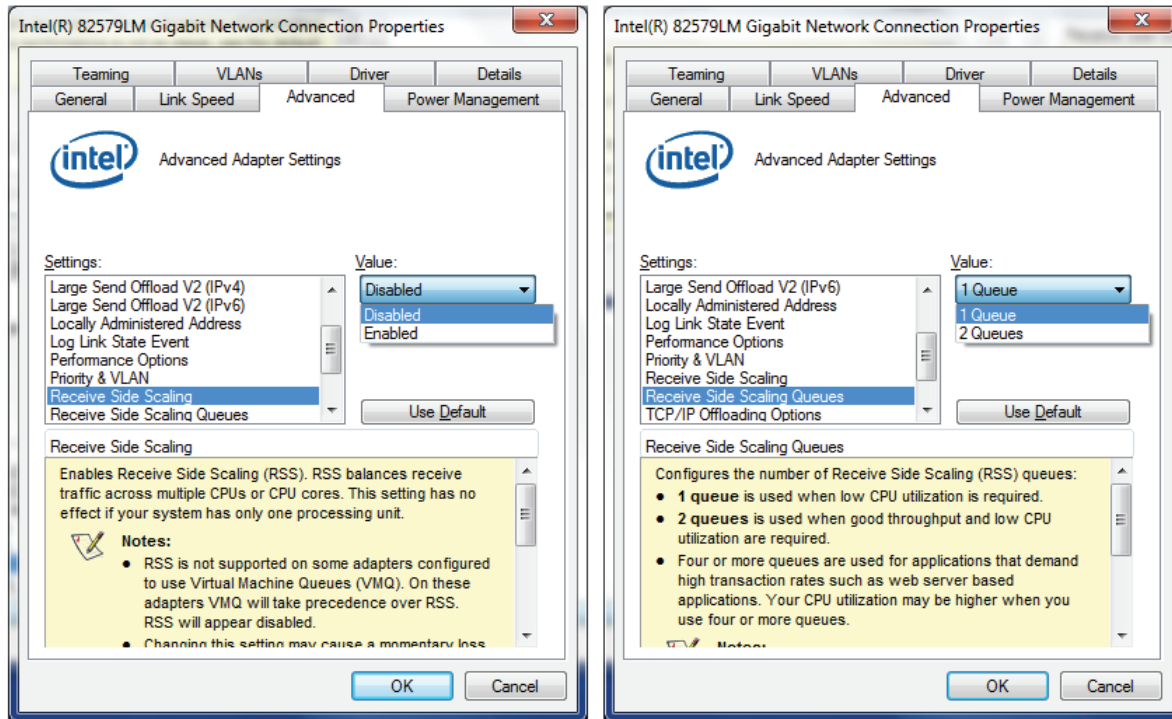 Intel(R) 82579LM Gigabit Network Connection Properties
Teaming
VLANs
Driver
Details
General
Link Speed
Advanced
Power Management
intel
Advanced Adapter Settings
Settings:
Large Send Offload V2 (IPv4)
Large Send Offload V2 (IPv6)
Locally Administered Address
Log Link State Event
Performance Options
Priority & VLAN
Receive Side Scaling
Receive Side Scaling Queues
Value:
Disabled
Disabled
Enabled
Use Default
Receive Side Scaling
Enables Receive Side Scaling (RSS). RSS balances receive
traffic across multiple CPUs or CPU cores. This setting has no
effect if your system has only one processing unit.
Notes:
• RSS is not supported on some adapters configured
to use Virtual Machine Queues (VMQ). On these
adapters VMQ will take precedence over RSS.
RSS will appear disabled.
• Changing this setting may cause a momentary loss
OK
Cancel
Intel(R) 82579LM Gigabit Network Connection Properties
Teaming
VLANs
Driver
Details
General
Link Speed
Advanced
Power Management
intel
Advanced Adapter Settings
Settings:
Large Send Offload V2 (IPv6)
Locally Administered Address
Log Link State Event
Performance Options
Priority & VLAN
Receive Side Scaling
Receive Side Scaling Queues
TCP/IP Offloading Options
Value:
1 Queue
1 Queue
2 Queues
Use Default
Receive Side Scaling Queues
Configures the number of Receive Side Scaling (RSS) queues:
• 1 queue is used when low CPU utilization is required.
• 2 queues is used when good throughput and low CPU
utilization are required.
• Four or more queues are used for applications that demand
high transaction rates such as web server based
applications. Your CPU utilization may be higher when you
use four or more queues.
Notes:
OK
Cancel